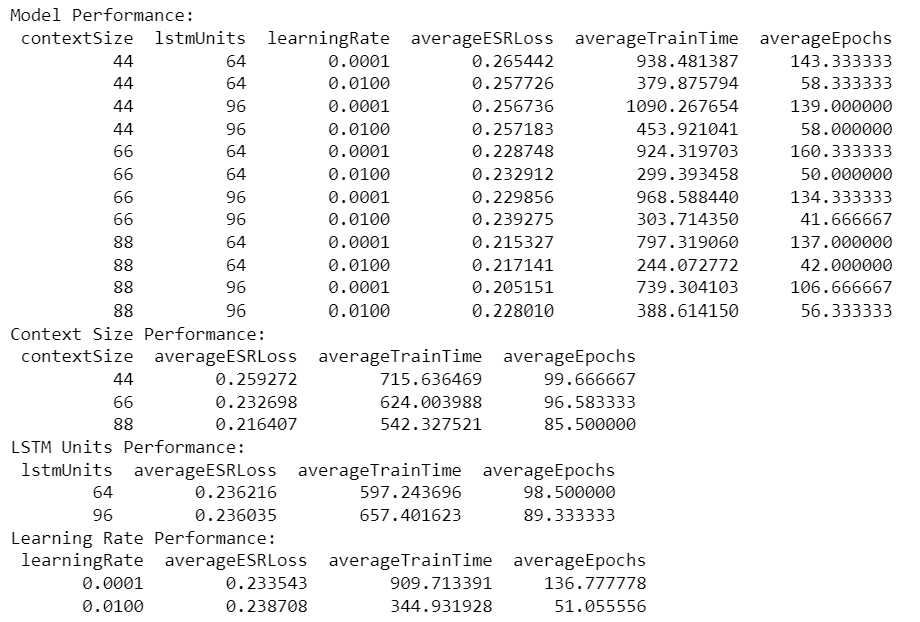 Model Performance:
contextSize lstmUnits learningRate averageESRLoss averageTrainTime averageEpochs
44 64 0.0001 0.265442 938.481387 143.333333
44 64 0.0100 0.257726 379.875794 58.333333
44 96 0.0001 0.256736 1090.267654 139.000000
44 96 0.0100 0.257183 453.921041 58.000000
66 64 0.0001 0.228748 924.319703 160.333333
66 64 0.0100 0.232912 299.393458 50.000000
66 96 0.0001 0.229856 968.588440 134.333333
66 96 0.0100 0.239275 303.714350 41.666667
88 64 0.0001 0.215327 797.319060 137.000000
88 64 0.0100 0.217141 244.072772 42.000000
88 96 0.0001 0.205151 739.304103 106.666667
88 96 0.0100 0.228010 388.614150 56.333333
Context Size Performance:
contextSize averageESRLoss averageTrainTime averageEpochs
44 0.259272 715.636469 99.666667
66 0.232698 624.003988 96.583333
88 0.216407 542.327521 85.500000
LSTM Units Performance:
lstmUnits averageESRLoss averageTrainTime averageEpochs
64 0.236216 597.243696 98.500000
96 0.236035 657.401623 89.333333
Learning Rate Performance:
learningRate averageESRLoss averageTrainTime averageEpochs
0.0001 0.233543 909.713391 136.777778
0.0100 0.238708 344.931928 51.055556